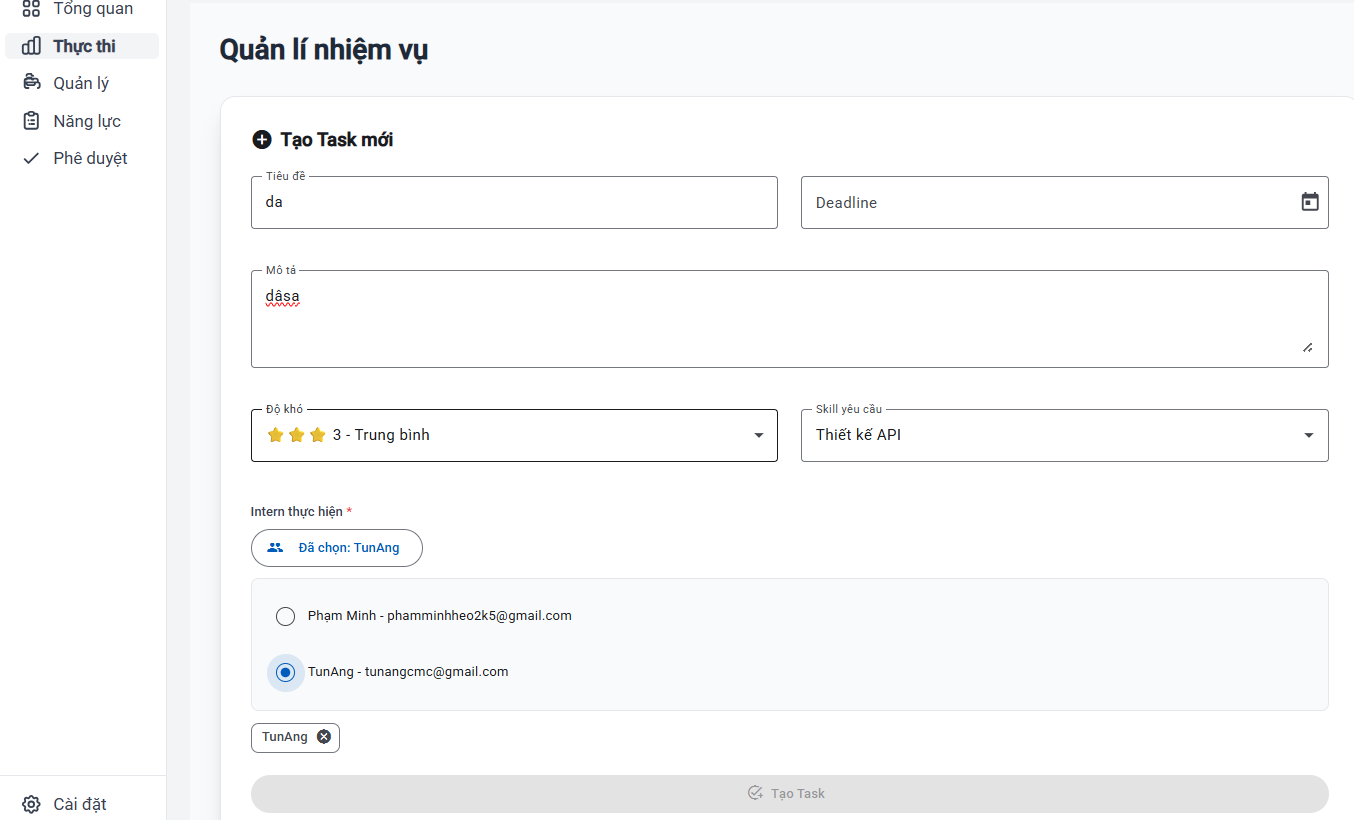 Tổng quan
Thực thi
Quản lý
Năng lực
Phê duyệt
Cài đặt
Quản lí nhiệm vụ
Tạo Task mới
Tiêu đề
da
Deadline
Mô tả
dâsa
Độ khó
3 - Trung bình
Skill yêu cầu
Thiết kế API
Intern thực hiện *
Đã chọn: TunAng
Phạm Minh - phamminhheo2k5@gmail.com
TunAng - tunangcmc@gmail.com
TunAng
Tạo Task